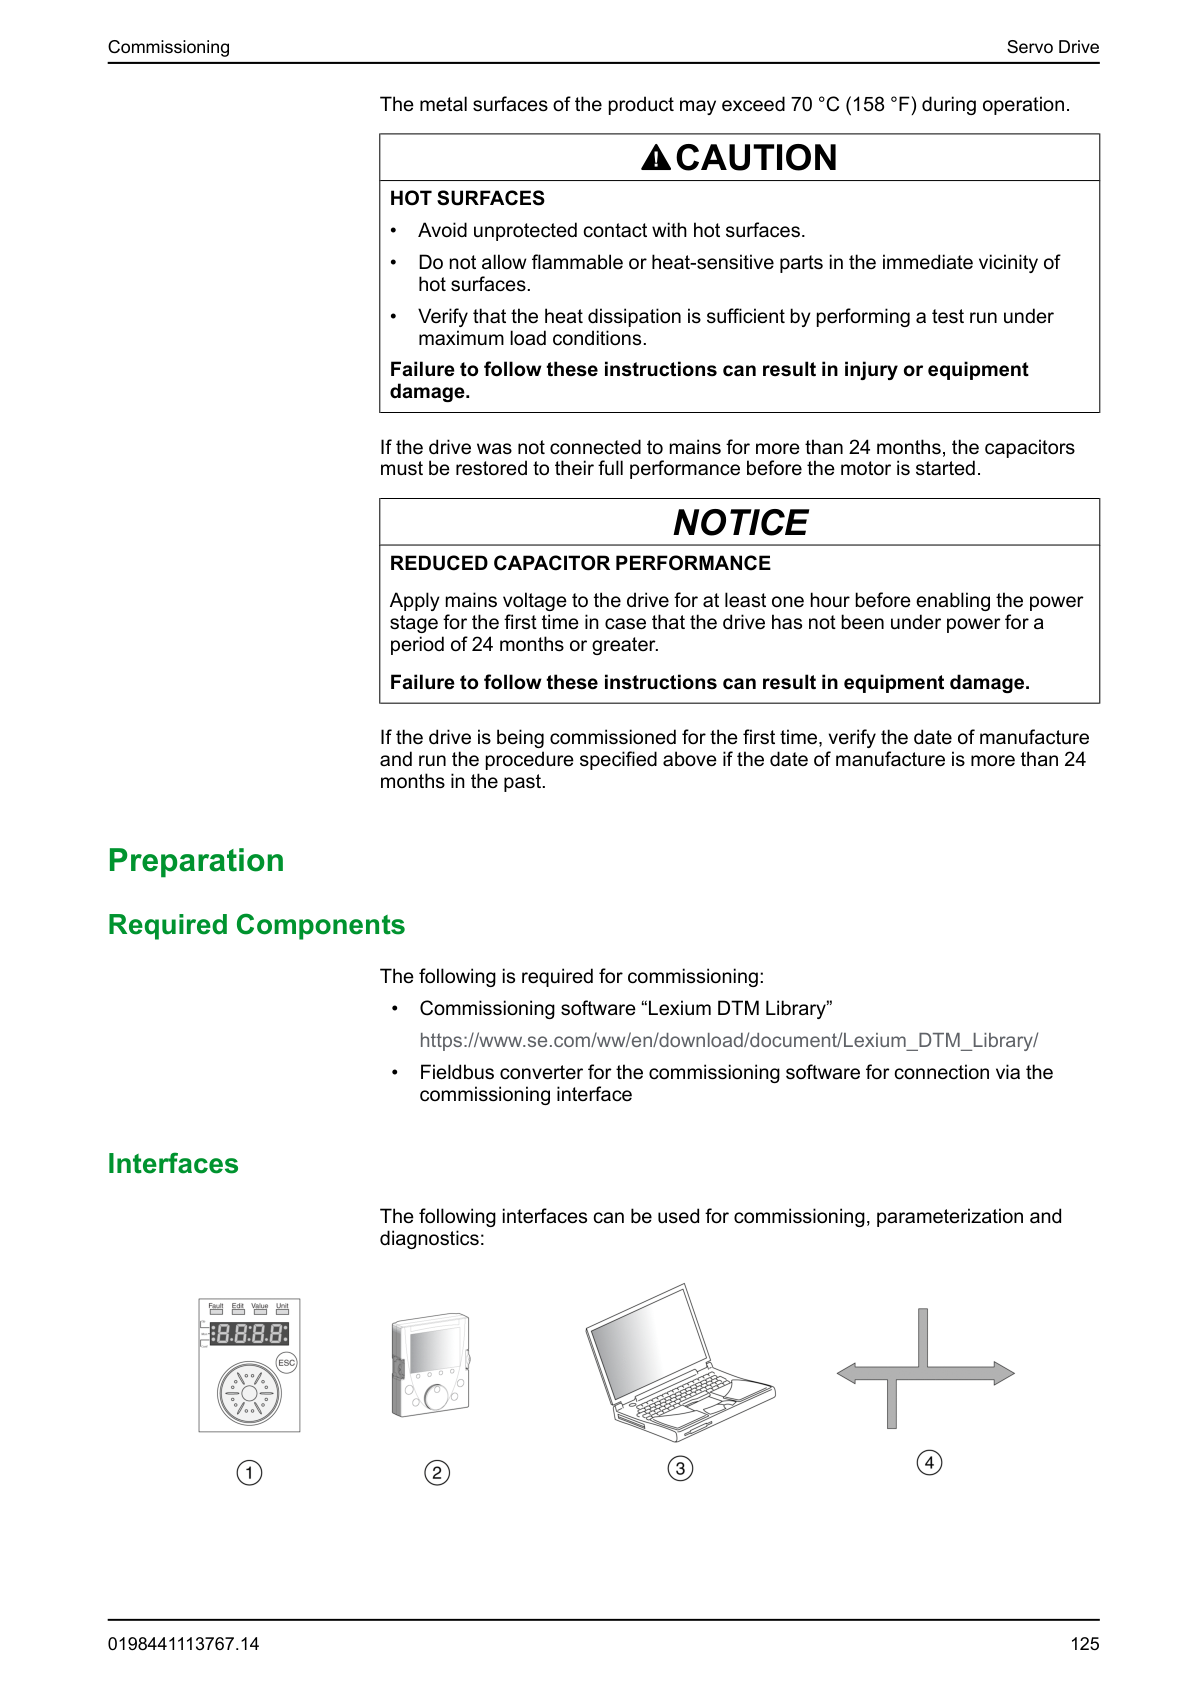 Commissioning
Servo Drive
The metal surfaces of the product may exceed 70 °C (158 °F) during operation.
CAUTION
HOT SURFACES
• Avoid unprotected contact with hot surfaces.
• Do not allow flammable or heat-sensitive parts in the immediate vicinity of
hot surfaces.
• Verify that the heat dissipation is sufficient by performing a test run under
maximum load conditions.
Failure to follow these instructions can result in injury or equipment
damage.
If the drive was not connected to mains for more than 24 months, the capacitors
must be restored to their full performance before the motor is started.
NOTICE
REDUCED CAPACITOR PERFORMANCE
Apply mains voltage to the drive for at least one hour before enabling the power
stage for the first time in case that the drive has not been under power for a
period of 24 months or greater.
Failure to follow these instructions can result in equipment damage.
If the drive is being commissioned for the first time, verify the date of manufacture
and run the procedure specified above if the date of manufacture is more than 24
months in the past.
Preparation
Required Components
The following is required for commissioning:
• Commissioning software “Lexium DTM Library”
https://www.se.com/ww/en/download/document/Lexium_DTM_Library/
• Fieldbus converter for the commissioning software for connection via the
commissioning interface
Interfaces
The following interfaces can be used for commissioning, parameterization and
diagnostics:
Fault Edit Value Unit
8.8.8.8
ESC
1
2
3
4
0198441113767.14
125